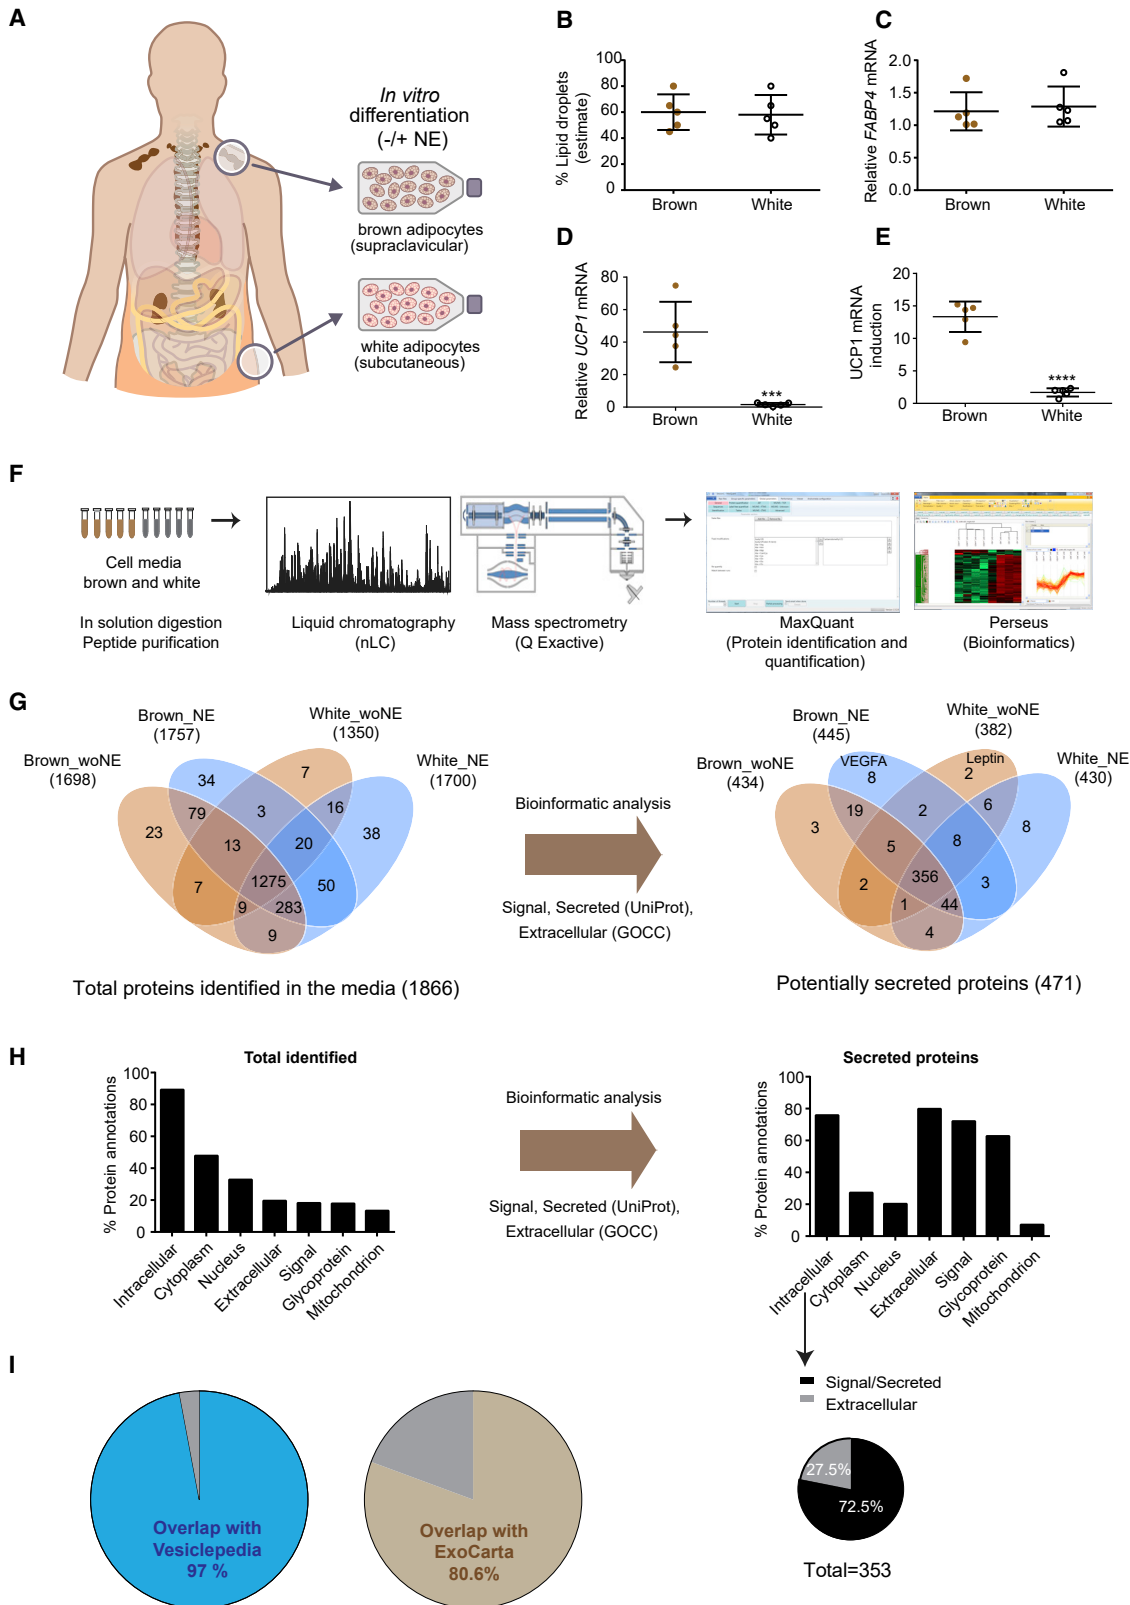 A
In vitro
differentiation
(-/+ NE)
brown adipocytes
(supraclavicular)
white adipocytes
(subcutaneous)
B
% Lipid droplets
(estimate)
100
80
60
40
20
0
Brown
White
C
Relative FABP4 mRNA
2.0
1.5
1.0
0.5
0.0
Brown
White
D
Relative UCP1 mRNA
80
60
40
20
0
***
Brown
White
E
UCP1 mRNA
induction
20
15
10
5
0
****
Brown
White
F
Cell media
brown and white
In solution digestion
Peptide purification
Liquid chromatography
(nLC)
Mass spectrometry
(Q Exactive)
MaxQuant
(Protein identification and
quantification)
Perseus
(Bioinformatics)
G
Brown_woNE
(1698)
Brown_NE
(1757)
White_woNE
(1350)
White_NE
(1700)
34
7
79
3
16
23
38
13
20
7
1275
50
9
283
9
Total proteins identified in the media (1866)
Bioinformatic analysis
Signal, Secreted (UniProt),
Extracellular (GOCC)
Brown_woNE
(434)
Brown_NE
(445)
White_woNE
(382)
White_NE
(430)
VEGFA
8
Leptin
2
19
2
6
3
8
5
8
2
356
3
1
44
4
Potentially secreted proteins (471)
H
Total identified
% Protein annotations
100
80
60
40
20
0
Intracellular
Cytoplasm
Nucleus
Extracellular
Signal
Glycoprotein
Mitochondrion
Bioinformatic analysis
Signal, Secreted (UniProt),
Extracellular (GOCC)
Secreted proteins
% Protein annotations
100
80
60
40
20
0
Intracellular
Cytoplasm
Nucleus
Extracellular
Signal
Glycoprotein
Mitochondrion
Signal/Secreted
Extracellular
27.5%
72.5%
Total=353
I
Overlap with
Vesiclepedia
97 %
Overlap with
ExoCarta
80.6%